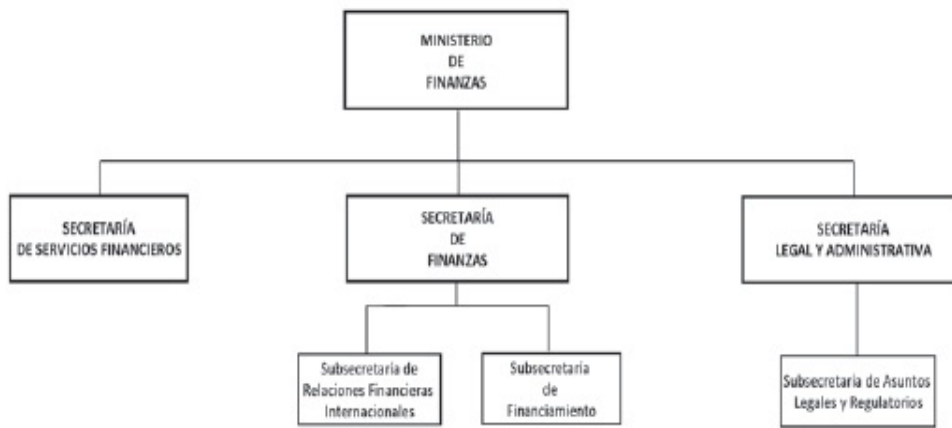 MINISTERIO
DE
FINANZAS
SECRETARÍA
DE SERVICIOS FINANCIEROS
SECRETARÍA
DE
FINANZAS
SECRETARÍA
LEGAL Y ADMINISTRATIVA
Subsecretaría de
Relaciones Financieras
Internacionales
Subsecretaría
de
Financiamiento
Subsecretaría de Asuntos
Legales y Regulatorios